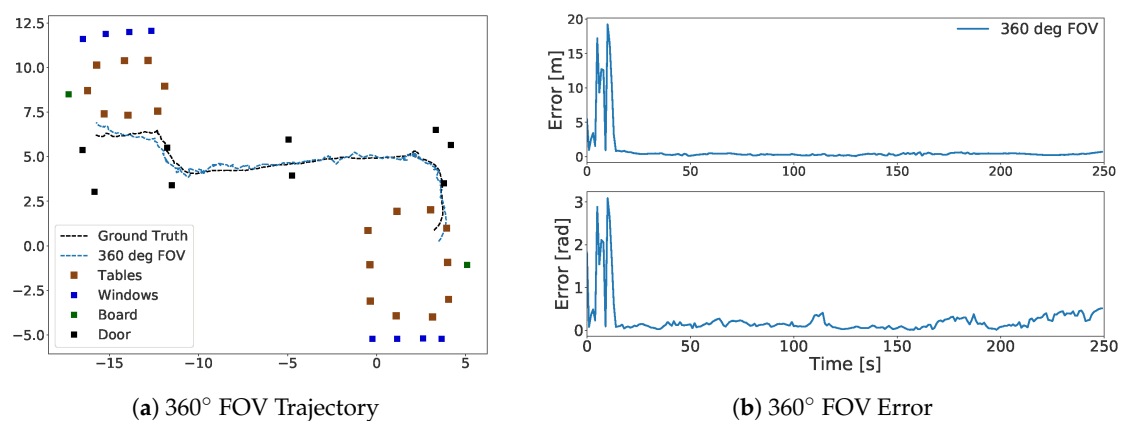 12.5
10.0
7.5
5.0
2.5
0.0
−2.5
−5.0
−15
−10
−5
0
5
Ground Truth
360 deg FOV
Tables
Windows
Board
Door
(a) 360° FOV Trajectory
Error [m]
20
15
10
5
0
360 deg FOV
0
50
100
150
200
250
Error [rad]
3
2
1
0
0
50
100
150
200
250
Time [s]
(b) 360° FOV Error